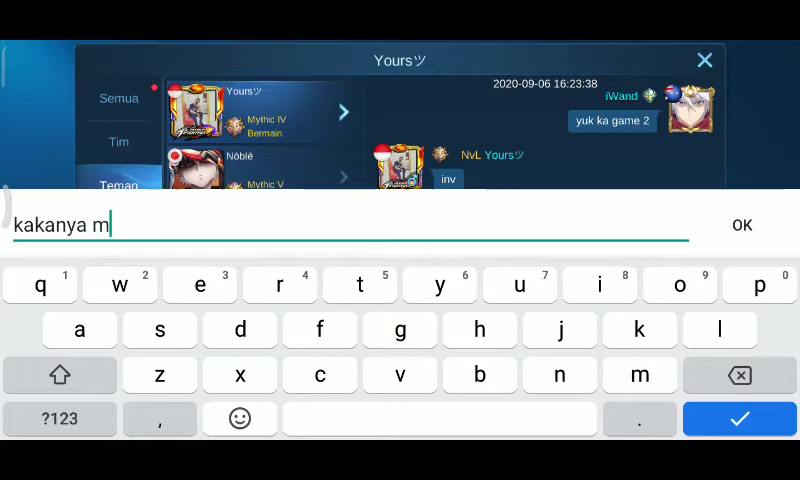 Yoursツ
Semua
Tim
Teman
Yoursツ
Mythic IV
Bermain
Nôblê
Mythic V
2020-09-06 16:23:38
iWand
yuk ka game 2
NvL Yoursツ
inv
kakanya m
OK
q 1 w 2 e 3 r 4 t 5 y 6 u 7 i 8 o 9 p 0
a s d f g h j k l
z x c v b n m
?123 , .